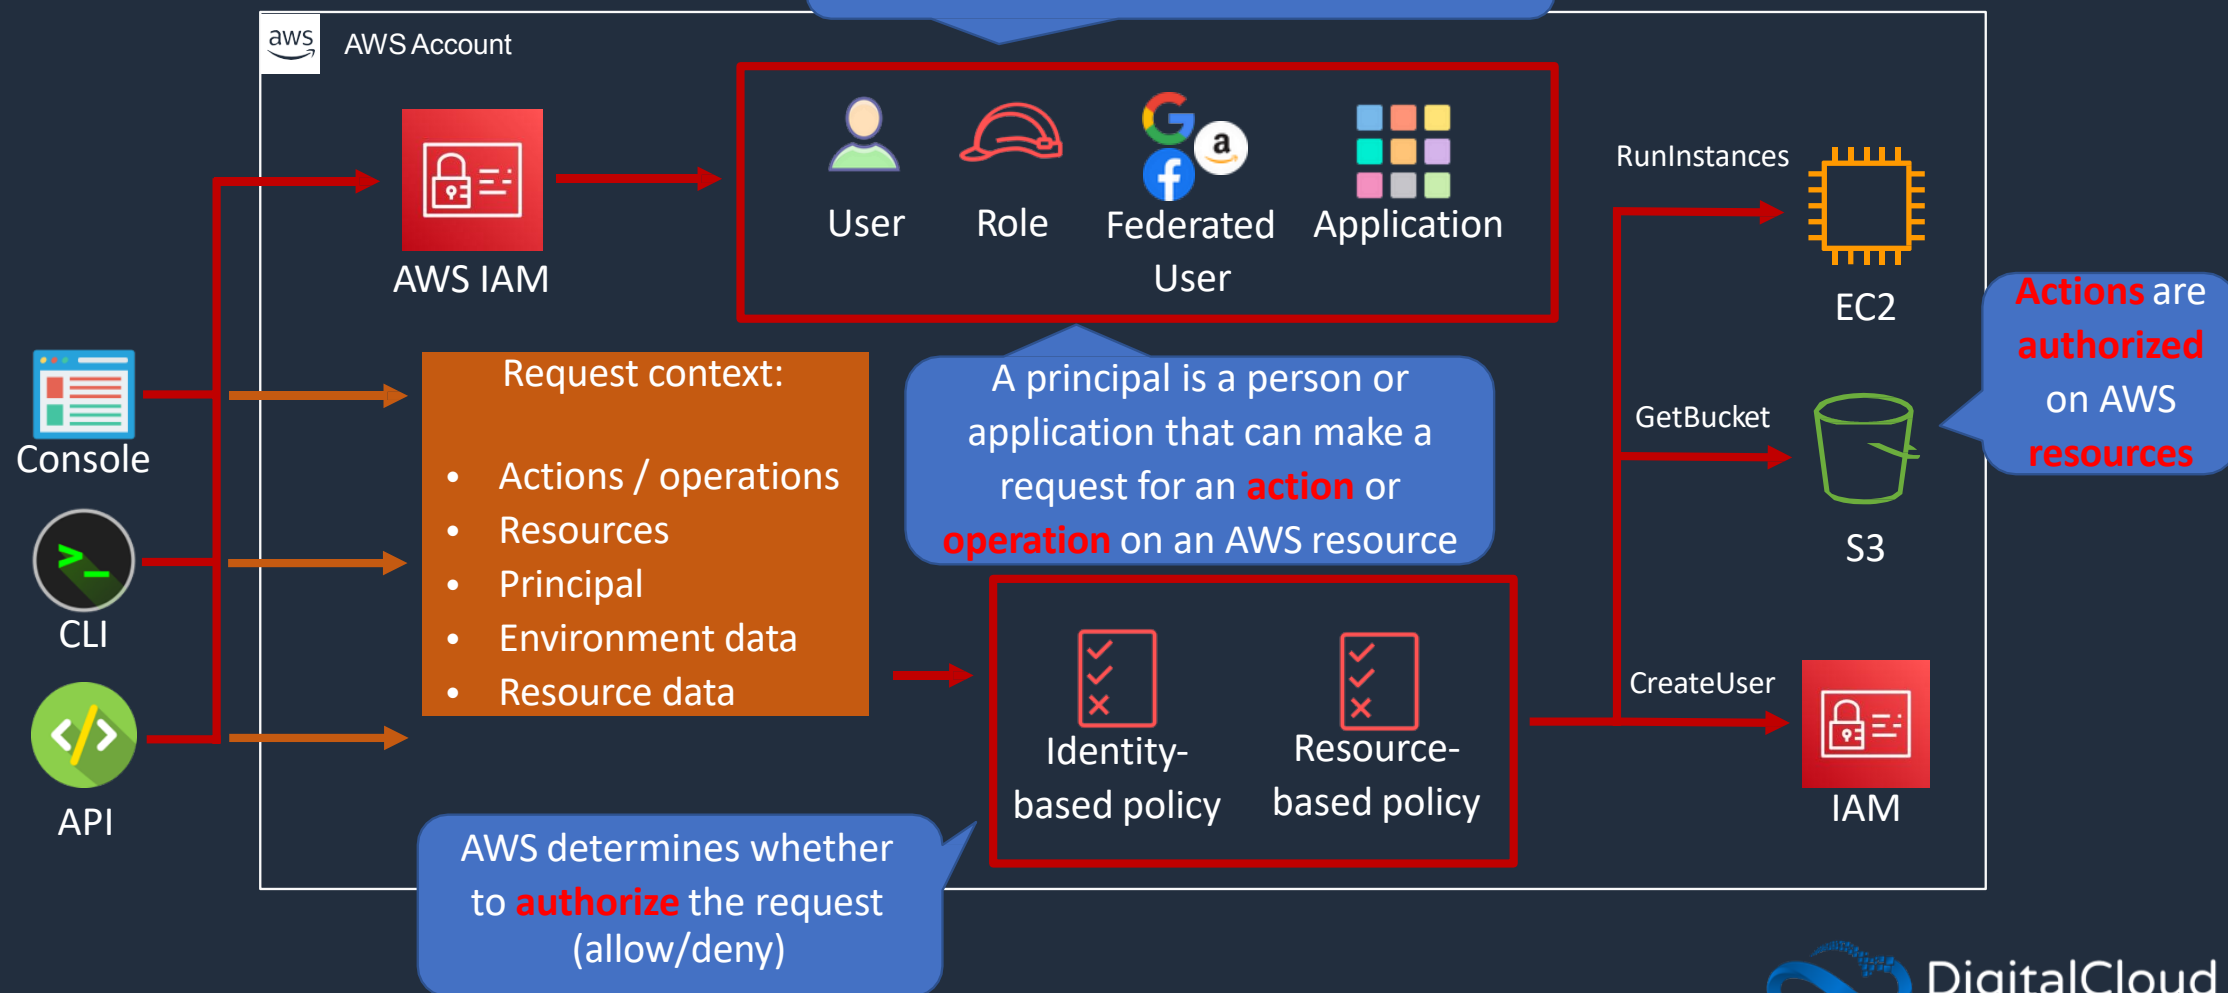 aws
AWS Account
User
Role
Federated
User
Application
AWS IAM
RunInstances
EC2
Actions are
authorized
on AWS
resources
Console
CLI
API
Request context:
• Actions / operations
• Resources
• Principal
• Environment data
• Resource data
A principal is a person or
application that can make a
request for an action or
operation on an AWS resource
GetBucket
S3
Identity-
based policy
Resource-
based policy
CreateUser
IAM
AWS determines whether
to authorize the request
(allow/deny)
DigitalCloud